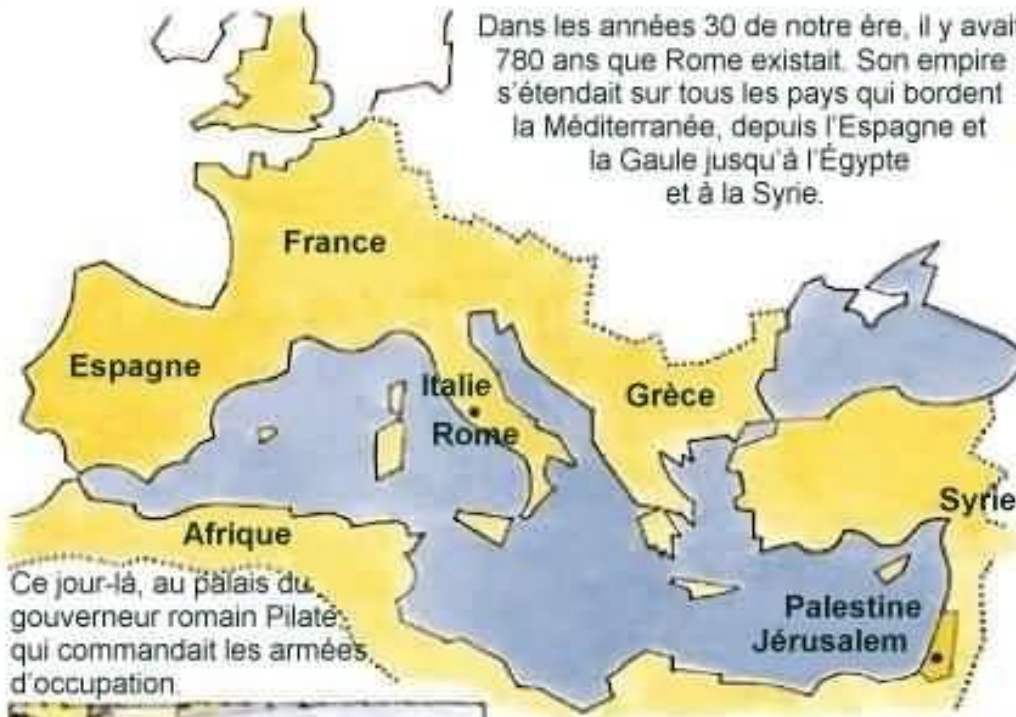 Dans les années 30 de notre ère, il y avait
780 ans que Rome existait. Son empire
s'étendait sur tous les pays qui bordent
la Méditerranée, depuis l'Espagne et
la Gaule jusqu'à l'Égypte
et à la Syrie.
France
Espagne
Italie
Grèce
Rome
Syrie
Afrique
Palestine
Jérusalem
Ce jour-là, au palais du
gouverneur romain Pilate
qui commandait les armées
d'occupation